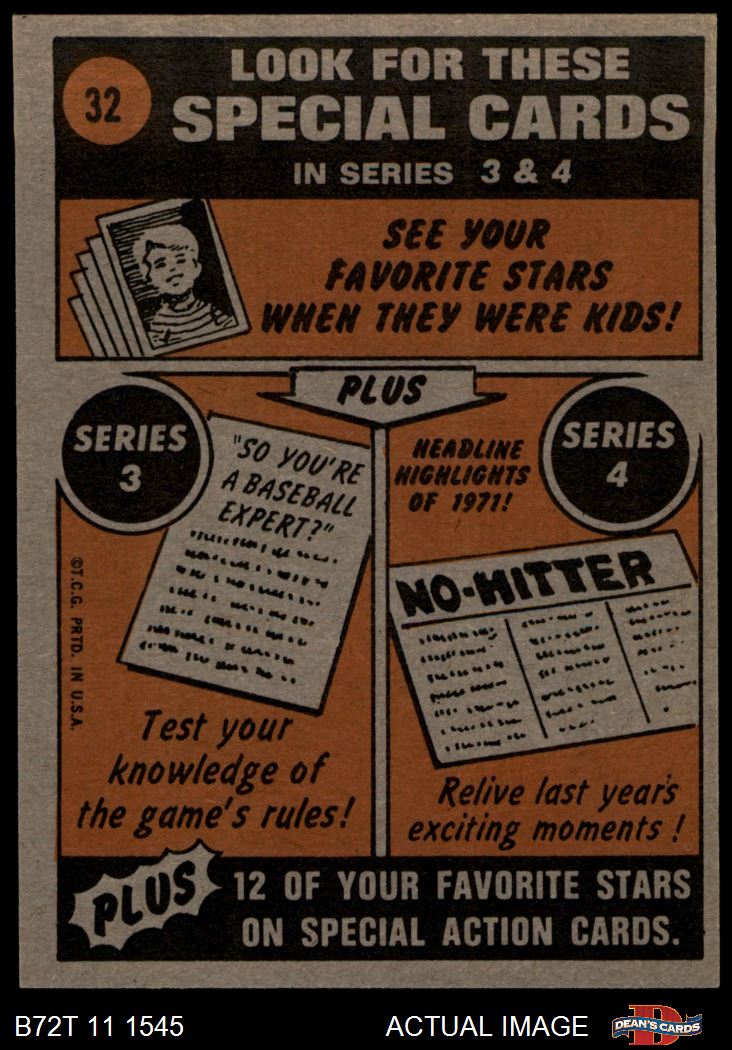 32
LOOK FOR THESE
SPECIAL CARDS
IN SERIES 3 & 4
SEE YOUR
FAVORITE STARS
WHEN THEY WERE KIDS!
PLUS
SERIES
3
"SO YOU'RE
A BASEBALL
EXPERT?"
Test your
knowledge of
the game's rules!
HEADLINE
HIGHLIGHTS
OF 1971!
SERIES
4
NO-HITTER
Relive last year's
exciting moments!
©T.C.G. PRTD. IN U.S.A.
PLUS
12 OF YOUR FAVORITE STARS
ON SPECIAL ACTION CARDS.
B72T 11 1545
ACTUAL IMAGE
D
DEAN'S CARDS